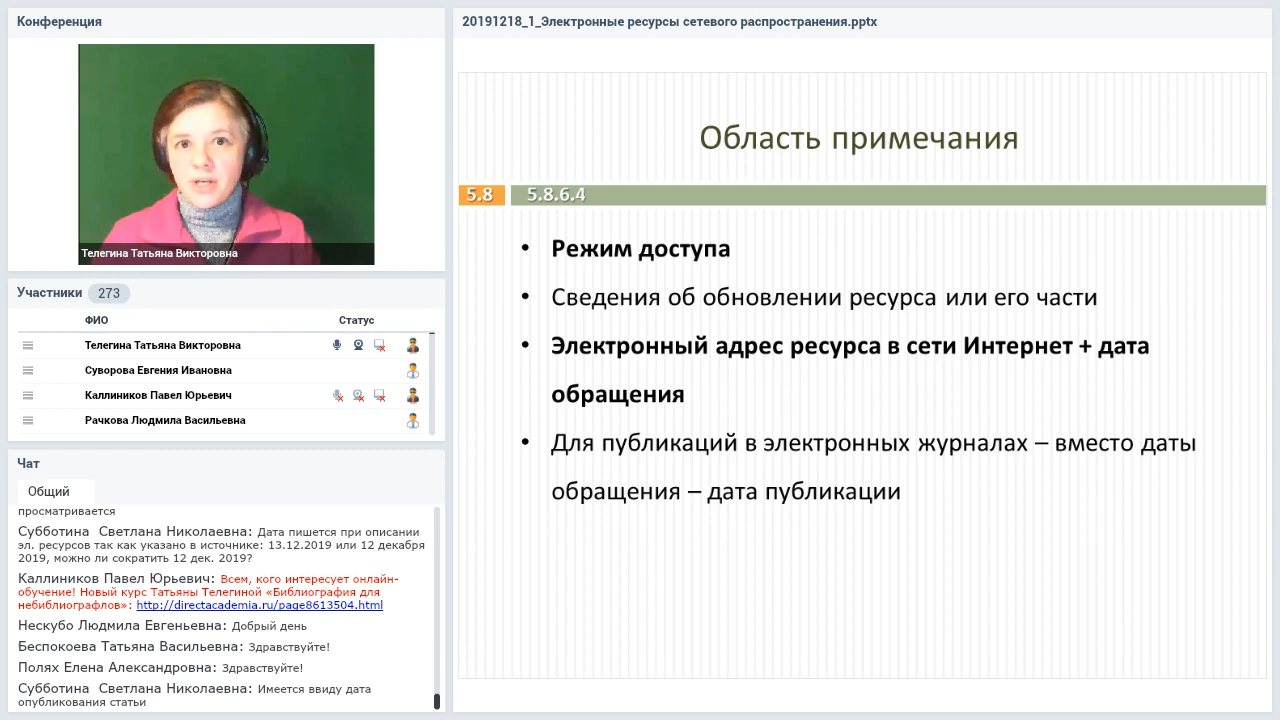 Конференция
Телегина Татьяна Викторовна
Участники 273
ФИО Статус
Телегина Татьяна Викторовна
Суворова Евгения Ивановна
Каллиников Павел Юрьевич
Рачкова Людмила Васильевна
Чат
Общий
просматривается
Субботина Светлана Николаевна: Дата пишется при описании
эл. ресурсов так как указано в источнике: 13.12.2019 или 12 декабря
2019, можно ли сократить 12 дек. 2019?
Каллиников Павел Юрьевич: Всем, кого интересует онлайн-
обучение! Новый курс Татьяны Телегиной «Библиография для
небиблиографлов»: http://directacademia.ru/page8613504.html
Нескубо Людмила Евгеньевна: Добрый день
Беспокоева Татьяна Васильевна: Здравствуйте!
Полях Елена Александровна: Здравствуйте!
Субботина Светлана Николаевна: Имеется ввиду дата
опубликования статьи
20191218_1_Электронные ресурсы сетевого распространения.pptx
Область примечания
5.8 5.8.6.4
• Режим доступа
• Сведения об обновлении ресурса или его части
• Электронный адрес ресурса в сети Интернет + дата
обращения
• Для публикаций в электронных журналах – вместо даты
обращения – дата публикации